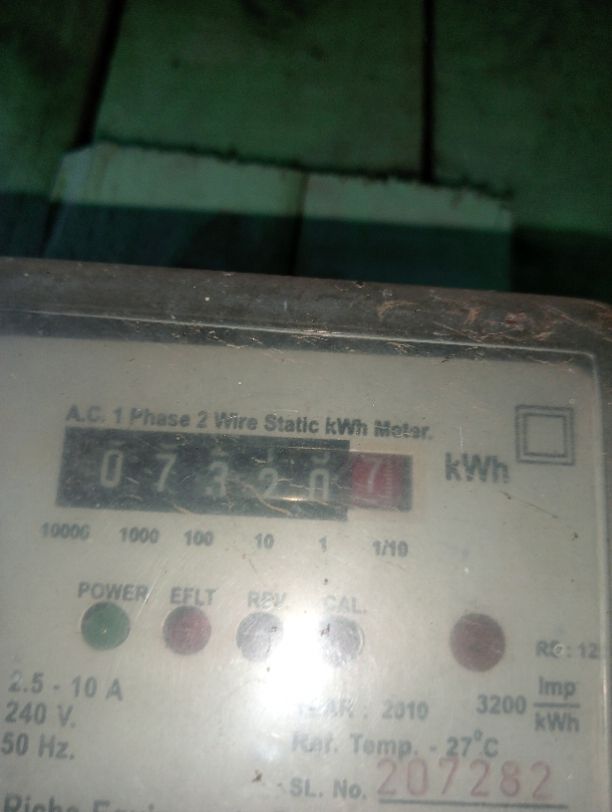 A.C. 1 Phase 2 Wire Static kWh Meter.
0 7 3 2 0 7 kWh
10000 1000 100 10 1 1/10
POWER EFLT REV. CAL.
2.5 - 10 A
240 V.
50 Hz.
YEAR : 2010
3200 Imp
kWh
Ref. Temp. - 27°C
SL. No. 207282